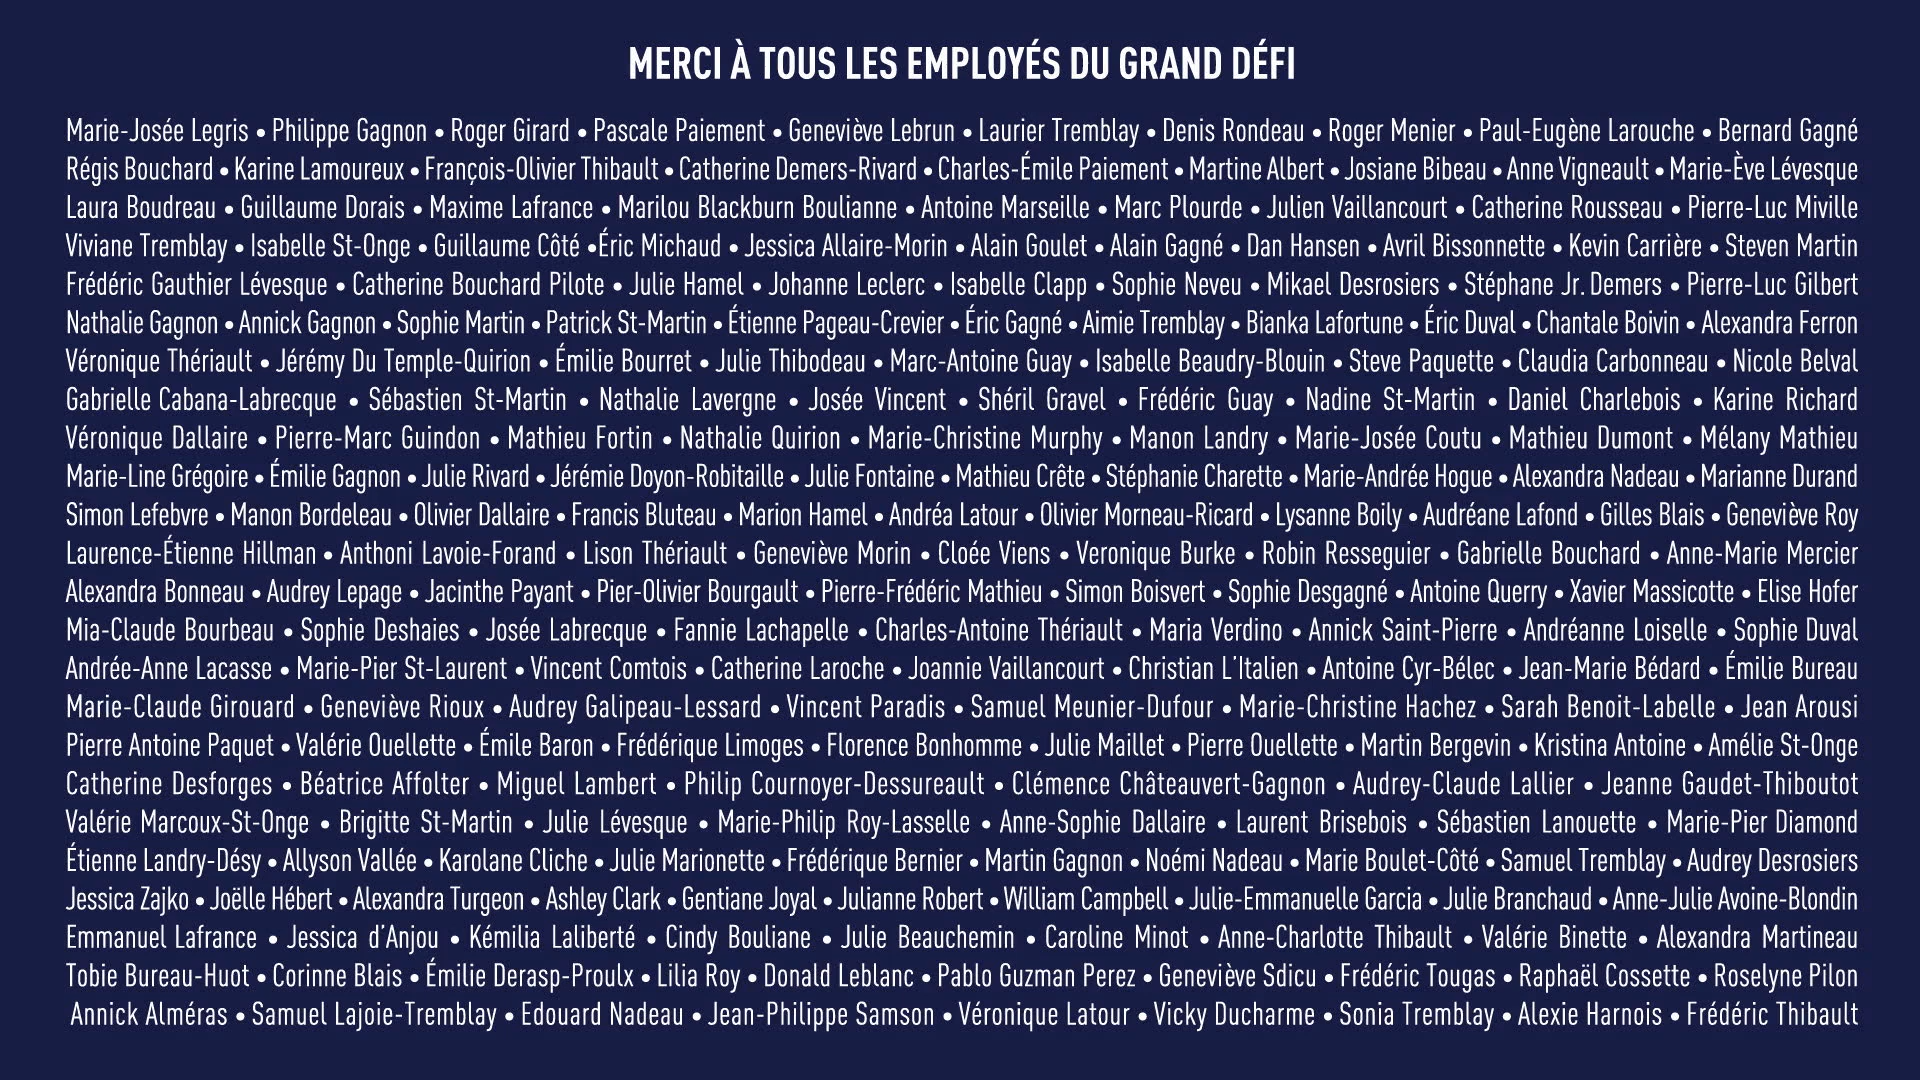 MERCI À TOUS LES EMPLOYÉS DU GRAND DÉFI
Marie-Josée Legris • Philippe Gagnon • Roger Girard • Pascale Paiement • Geneviève Lebrun • Laurier Tremblay • Denis Rondeau • Roger Menier • Paul-Eugène Larouche • Bernard Gagné
Régis Bouchard • Karine Lamoureux • François-Olivier Thibault • Catherine Demers-Rivard • Charles-Émile Paiement • Martine Albert • Josiane Bibeau • Anne Vigneault • Marie-Ève Lévesque
Laura Boudreau • Guillaume Dorais • Maxime Lafrance • Marilou Blackburn Boulianne • Antoine Marseille • Marc Plourde • Julien Vaillancourt • Catherine Rousseau • Pierre-Luc Miville
Viviane Tremblay • Isabelle St-Onge • Guillaume Côté •Éric Michaud • Jessica Allaire-Morin • Alain Goulet • Alain Gagné • Dan Hansen • Avril Bissonnette • Kevin Carrière • Steven Martin
Frédéric Gauthier Lévesque • Catherine Bouchard Pilote • Julie Hamel • Johanne Leclerc • Isabelle Clapp • Sophie Neveu • Mikael Desrosiers • Stéphane Jr. Demers • Pierre-Luc Gilbert
Nathalie Gagnon • Annick Gagnon • Sophie Martin • Patrick St-Martin • Étienne Pageau-Crevier • Éric Gagné • Aimie Tremblay • Bianka Lafortune • Éric Duval • Chantale Boivin • Alexandra Ferron
Véronique Thériault • Jérémy Du Temple-Quirion • Émilie Bourret • Julie Thibodeau • Marc-Antoine Guay • Isabelle Beaudry-Blouin • Steve Paquette • Claudia Carbonneau • Nicole Belval
Gabrielle Cabana-Labrecque • Sébastien St-Martin • Nathalie Lavergne • Josée Vincent • Shéril Gravel • Frédéric Guay • Nadine St-Martin • Daniel Charlebois • Karine Richard
Véronique Dallaire • Pierre-Marc Guindon • Mathieu Fortin • Nathalie Quirion • Marie-Christine Murphy • Manon Landry • Marie-Josée Coutu • Mathieu Dumont • Mélany Mathieu
Marie-Line Grégoire • Émilie Gagnon • Julie Rivard • Jérémie Doyon-Robitaille • Julie Fontaine • Mathieu Crête • Stéphanie Charette • Marie-Andrée Hogue • Alexandra Nadeau • Marianne Durand
Simon Lefebvre • Manon Bordeleau • Olivier Dallaire • Francis Bluteau • Marion Hamel • Andréa Latour • Olivier Morneau-Ricard • Lysanne Boily • Audréane Lafond • Gilles Blais • Geneviève Roy
Laurence-Étienne Hillman • Anthoni Lavoie-Forand • Lison Thériault • Geneviève Morin • Cloée Viens • Veronique Burke • Robin Resseguier • Gabrielle Bouchard • Anne-Marie Mercier
Alexandra Bonneau • Audrey Lepage • Jacinthe Payant • Pier-Olivier Bourgault • Pierre-Frédéric Mathieu • Simon Boisvert • Sophie Desgagné • Antoine Querry • Xavier Massicotte • Elise Hofer
Mia-Claude Bourbeau • Sophie Deshaies • Josée Labrecque • Fannie Lachapelle • Charles-Antoine Thériault • Maria Verdino • Annick Saint-Pierre • Andréanne Loiselle • Sophie Duval
Andrée-Anne Lacasse • Marie-Pier St-Laurent • Vincent Comtois • Catherine Laroche • Joannie Vaillancourt • Christian L'Italien • Antoine Cyr-Bélec • Jean-Marie Bédard • Émilie Bureau
Marie-Claude Girouard • Geneviève Rioux • Audrey Galipeau-Lessard • Vincent Paradis • Samuel Meunier-Dufour • Marie-Christine Hachez • Sarah Benoit-Labelle • Jean Arousi
Pierre Antoine Paquet • Valérie Ouellette • Émile Baron • Frédérique Limoges • Florence Bonhomme • Julie Maillet • Pierre Ouellette • Martin Bergevin • Kristina Antoine • Amélie St-Onge
Catherine Desforges • Béatrice Affolter • Miguel Lambert • Philip Cournoyer-Dessureault • Clémence Châteauvert-Gagnon • Audrey-Claude Lallier • Jeanne Gaudet-Thiboutot
Valérie Marcoux-St-Onge • Brigitte St-Martin • Julie Lévesque • Marie-Philip Roy-Lasselle • Anne-Sophie Dallaire • Laurent Brisebois • Sébastien Lanouette • Marie-Pier Diamond
Étienne Landry-Désy • Allyson Vallée • Karolane Cliche • Julie Marionette • Frédérique Bernier • Martin Gagnon • Noémi Nadeau • Marie Boulet-Côté • Samuel Tremblay • Audrey Desrosiers
Jessica Zajko • Joëlle Hébert • Alexandra Turgeon • Ashley Clark • Gentiane Joyal • Julianne Robert • William Campbell • Julie-Emmanuelle Garcia • Julie Branchaud • Anne-Julie Avoine-Blondin
Emmanuel Lafrance • Jessica d'Anjou • Kémilia Laliberté • Cindy Bouliane • Julie Beauchemin • Caroline Minot • Anne-Charlotte Thibault • Valérie Binette • Alexandra Martineau
Tobie Bureau-Huot • Corinne Blais • Émilie Derasp-Proulx • Lilia Roy • Donald Leblanc • Pablo Guzman Perez • Geneviève Sdicu • Frédéric Tougas • Raphaël Cossette • Roselyne Pilon
Annick Alméras • Samuel Lajoie-Tremblay • Edouard Nadeau • Jean-Philippe Samson • Véronique Latour • Vicky Ducharme • Sonia Tremblay • Alexie Harnois • Frédéric Thibault